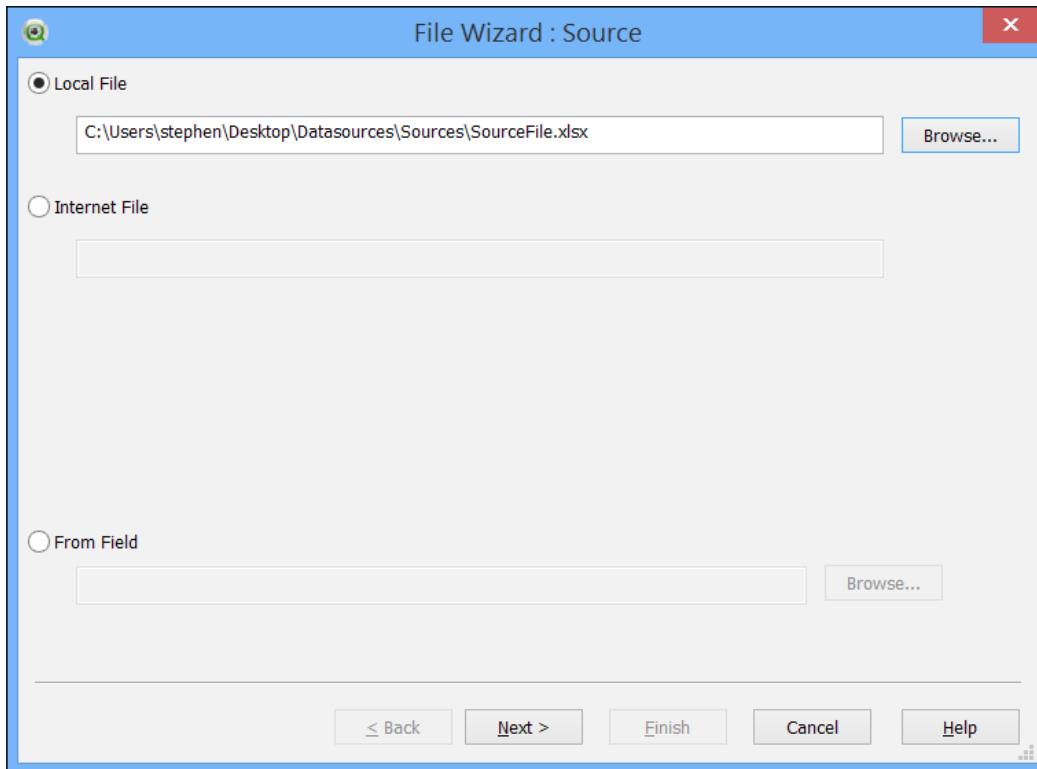 File Wizard : Source
Local File
C:\Users\stephen\Desktop\Datasources\Sources\SourceFile.xlsx
Browse...
Internet File
From Field
Browse...
< Back Next > Finish Cancel Help